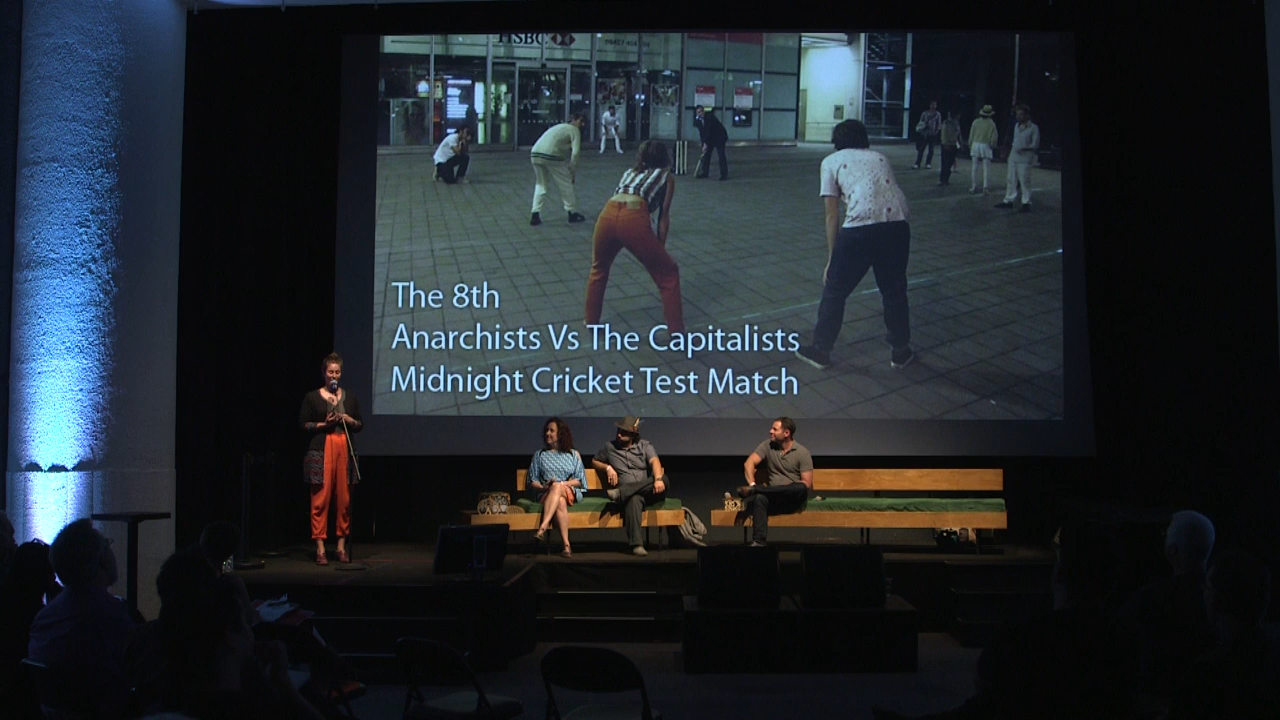 HSBC
The 8th
Anarchists Vs The Capitalists
Midnight Cricket Test Match